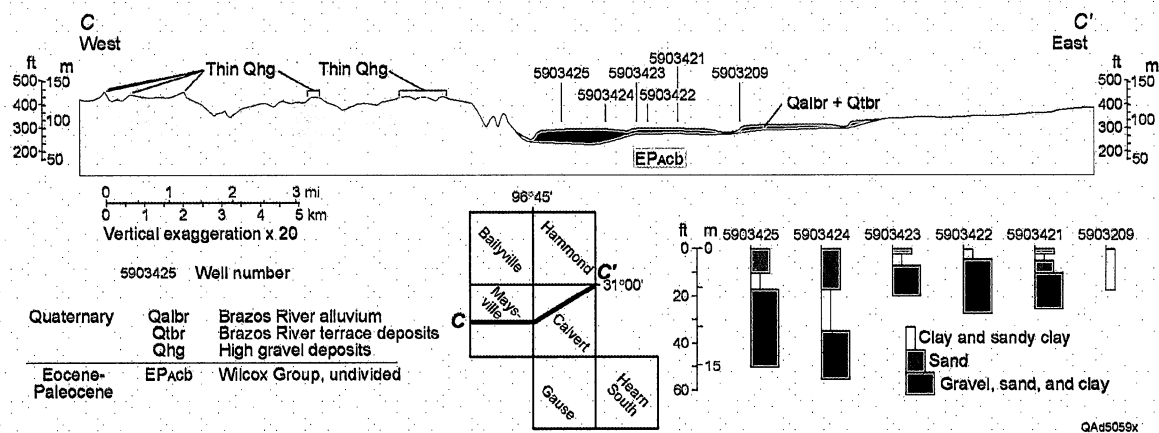 C
West
C'
East
ft m
500 150
400
100
300
200
50
Thin Qhg
Thin Qhg
5903425
5903424
5903423
5903422
5903421
5903209
Qalbr + Qtbr
EPAcb
ft m
500 150
400
100
300
200
50
0 1 2 3 mi
0 1 2 3 4 5 km
Vertical exaggeration x 20
5903425 Well number
Quaternary Qalbr Brazos River alluvium
Qtbr Brazos River terrace deposits
Qhg High gravel deposits
Eocene-
Paleocene
EPAcb Wilcox Group, undivided
96°45'
Baileyville
Hammond
C'
31°00'
Mays-
ville
C
Calvert
Gause
Hearn
South
ft m
0 0
20
40
15
60
5903425 5903424 5903423 5903422 5903421 5903209
Clay and sandy clay
Sand
Gravel, sand, and clay
QAd5059x